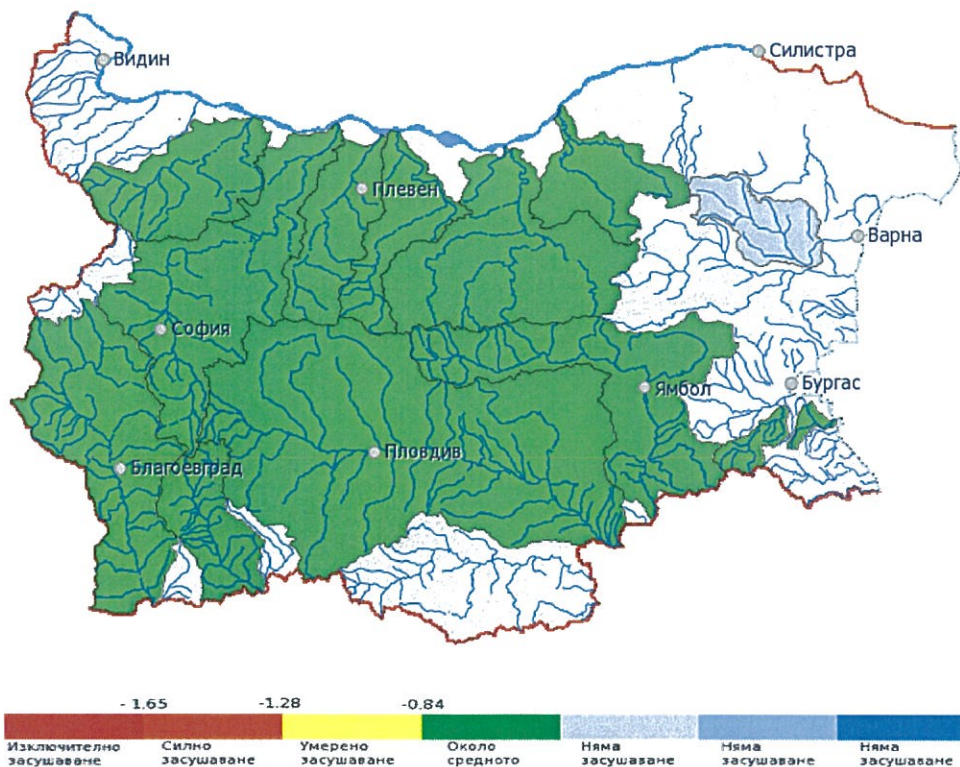 Видин
Силистра
Плевен
Варна
София
Ямбол
Бургас
Пловдив
Благоевград
- 1.65 -1.28 -0.84
Изключително Силно Умерено Около Няма Няма Няма
засушаване засушаване засушаване средното засушаване засушаване засушаване